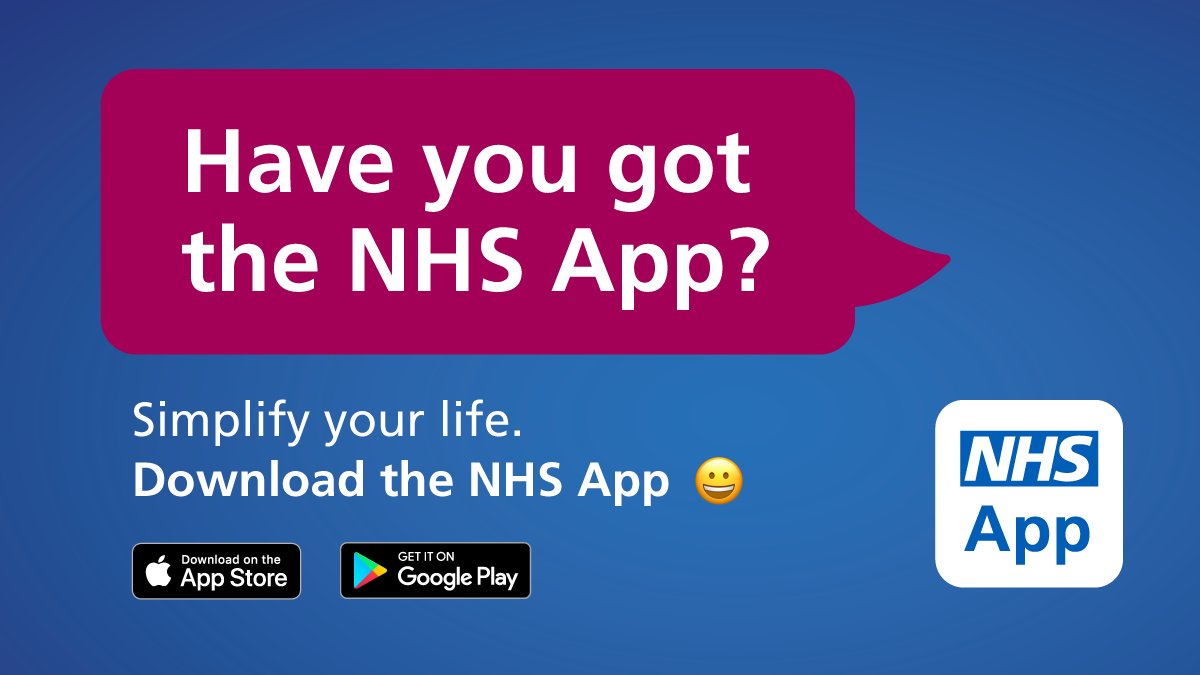 Have you got
the NHS App?
Simplify your life.
Download the NHS App 😀
Download on the
App Store
GET IT ON
Google Play
NHS
App